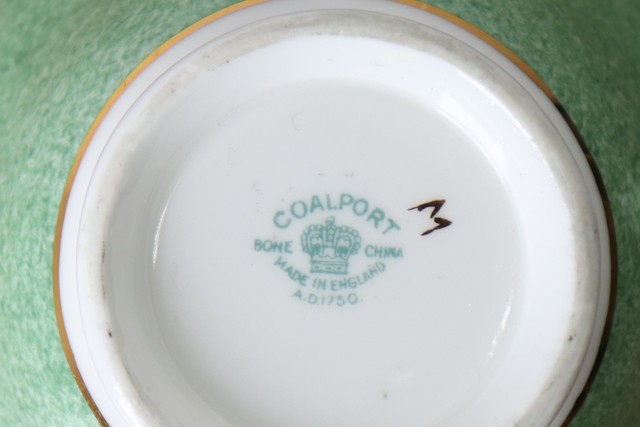 COALPORT
BONE CHINA
MADE IN ENGLAND
A.D.1750.
M